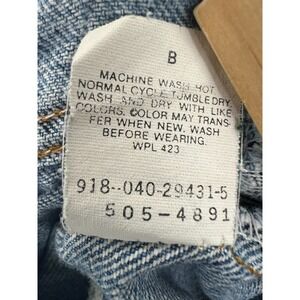 B
MACHINE WASH HOT
NORMAL CYCLE, TUMBLE DRY.
WASH AND DRY WITH LIKE
COLORS. COLOR MAY TRANS
FER WHEN NEW. WASH
BEFORE WEARING.
WPL 423
918--040-29431-5
505-4891